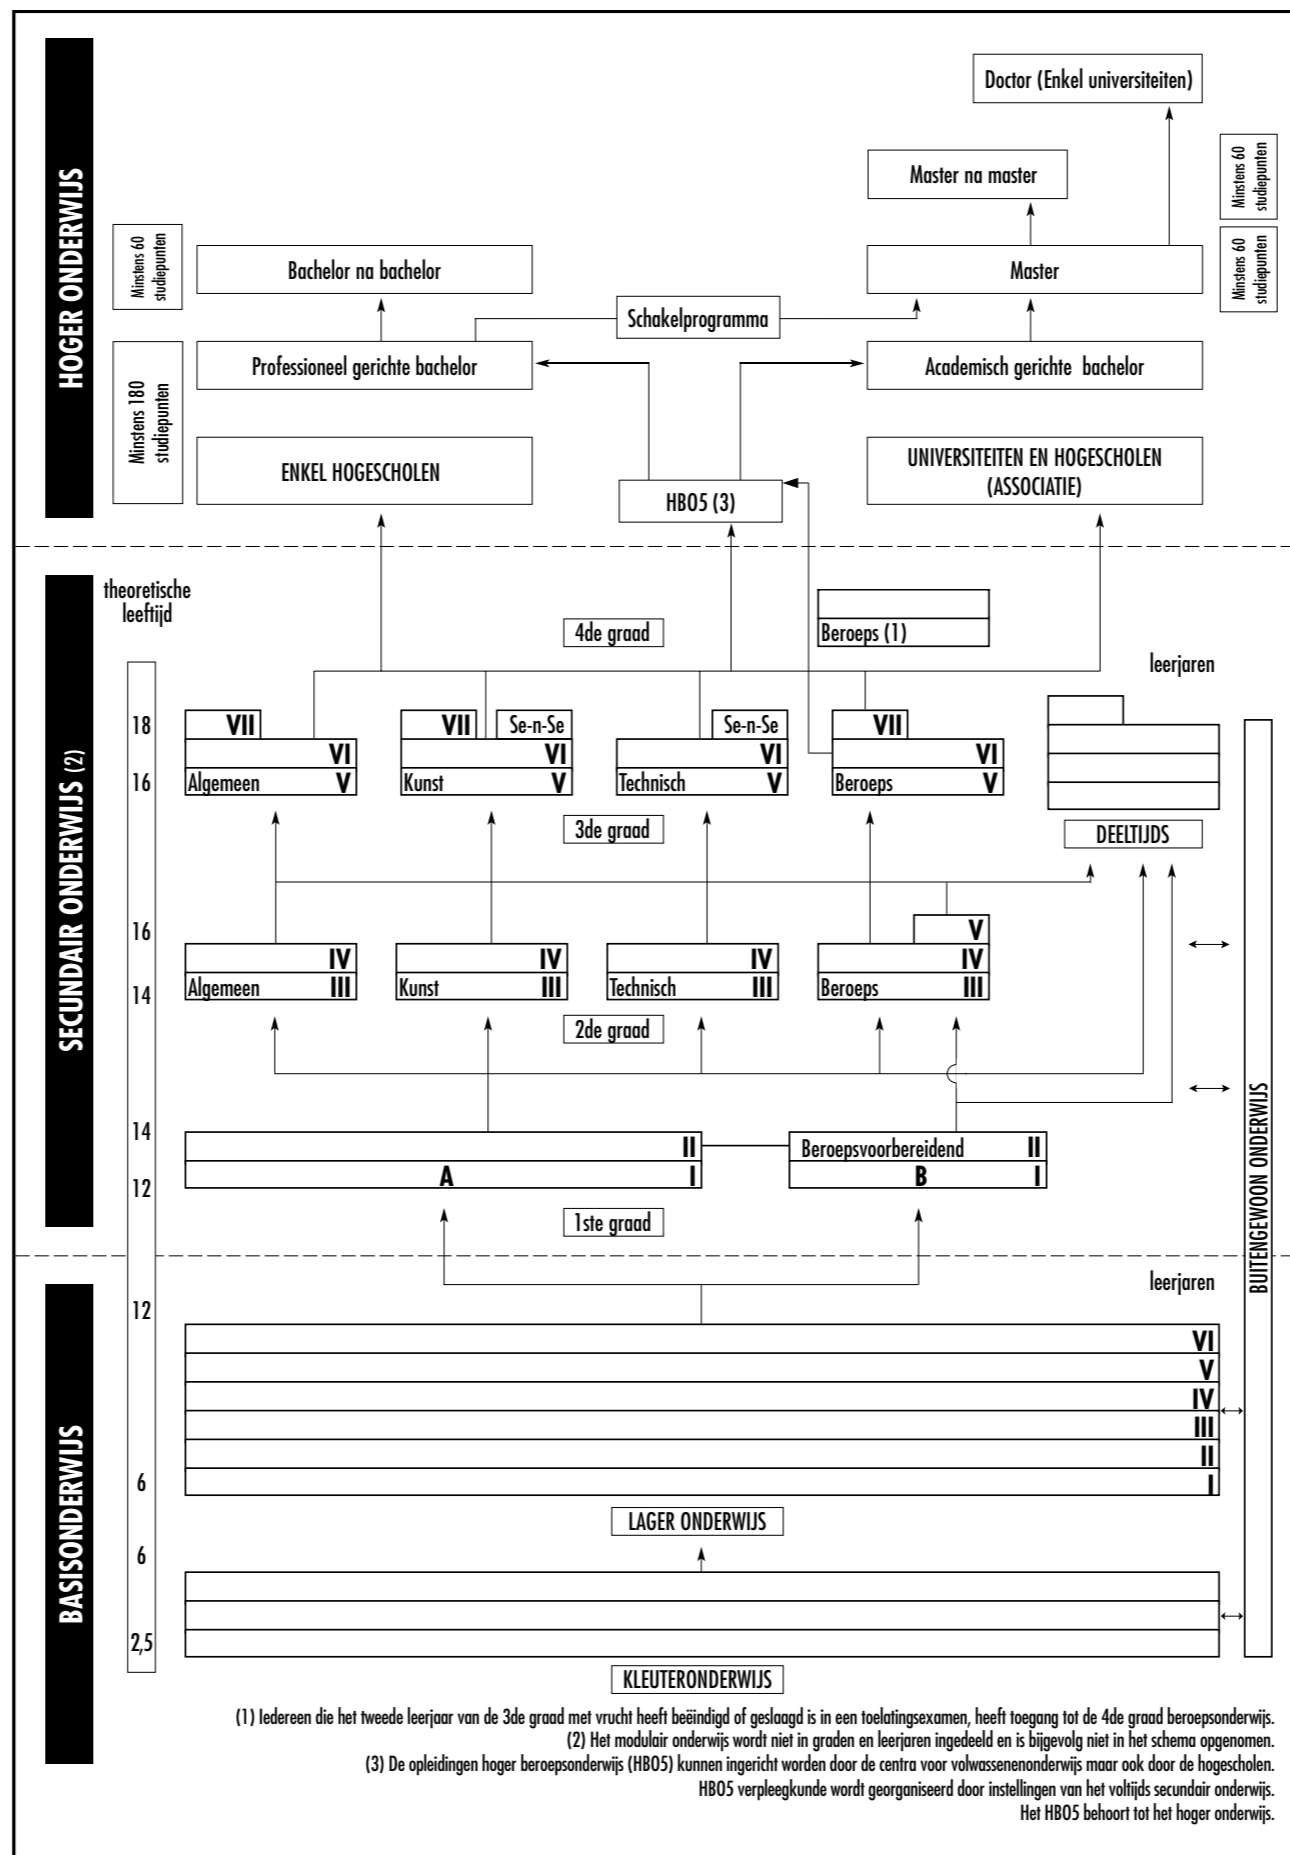 HOGER ONDERWIJS
Doctor (Enkel universiteiten)
Minstens 60
studiepunten
Master na master
Minstens 60
studiepunten
Bachelor na bachelor
Master
Minstens 60
studiepunten
Schakelprogramma
Minstens 180
studiepunten
Professioneel gerichte bachelor
Academisch gerichte bachelor
ENKEL HOGESCHOLEN
HBO5 (3)
UNIVERSITEITEN EN HOGESCHOLEN
(ASSOCIATIE)
SECUNDAIR ONDERWIJS (2)
theoretische
leeftijd
4de graad
Beroeps (1)
leerjaren
18
VII
VII
Se-n-Se
Se-n-Se
VII
VI
VI
VI
VI
16
Algemeen V
Kunst V
Technisch V
Beroeps V
3de graad
DEELTIJDS
16
V
IV
IV
IV
IV
14
Algemeen III
Kunst III
Technisch III
Beroeps III
2de graad
BUITENGEWOON ONDERWIJS
14
II
Beroepsvoorbereidend II
12
A I
B I
1ste graad
BASISONDERWIJS
leerjaren
12
VI
V
IV
III
II
6
I
LAGER ONDERWIJS
6
2,5
KLEUTERONDERWIJS
(1) Iedereen die het tweede leerjaar van de 3de graad met vrucht heeft beëindigd of geslaagd is in een toelatingsexamen, heeft toegang tot de 4de graad beroepsonderwijs.
(2) Het modulair onderwijs wordt niet in graden en leerjaren ingedeeld en is bijgevolg niet in het schema opgenomen.
(3) De opleidingen hoger beroepsonderwijs (HBO5) kunnen ingericht worden door de centra voor volwassenenonderwijs maar ook door de hogescholen.
HBO5 verpleegkunde wordt georganiseerd door instellingen van het voltijds secundair onderwijs.
Het HBO5 behoort tot het hoger onderwijs.